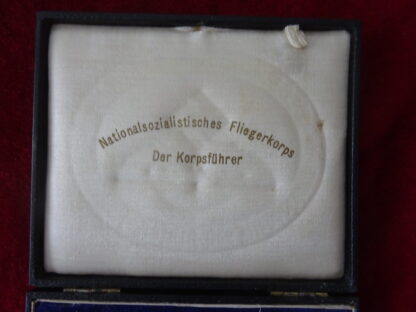 Nationalsozialistisches Fliegerkorps
Der Korpsführer